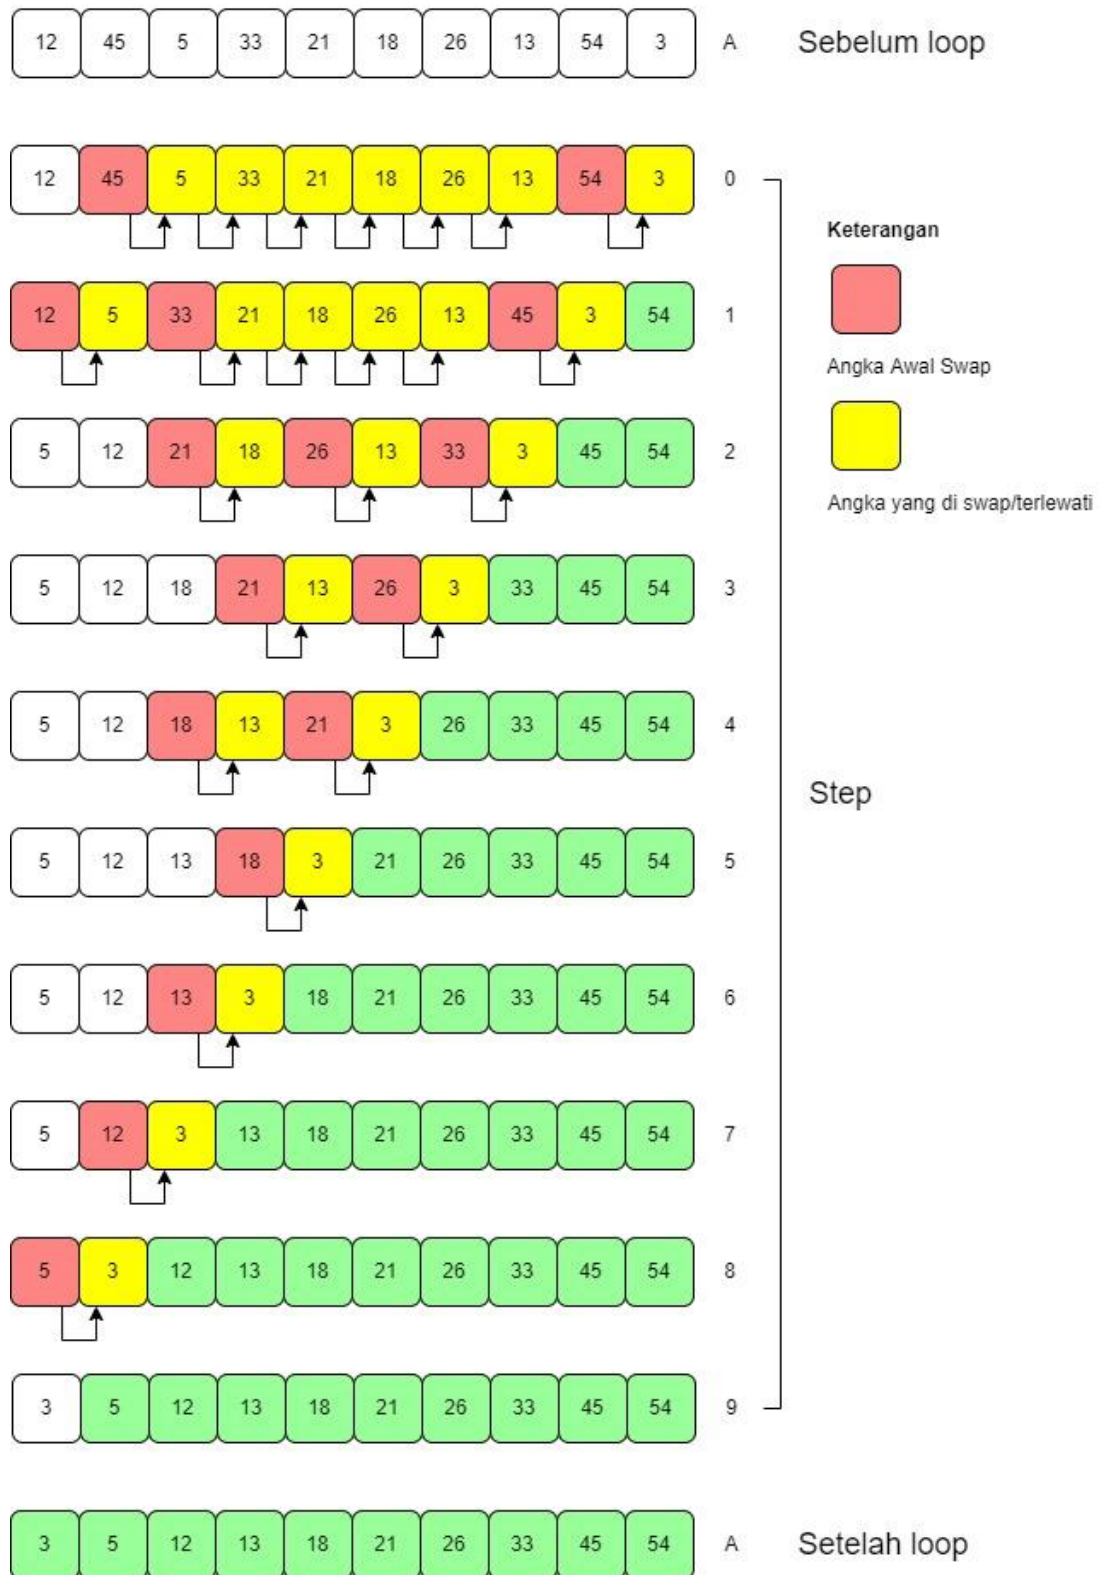 12 45 5 33 21 18 26 13 54 3 A Sebelum loop
12 45 5 33 21 18 26 13 54 3 0
Keterangan
12 5 33 21 18 26 13 45 3 54 1
Angka Awal Swap
5 12 21 18 26 13 33 3 45 54 2
Angka yang di swap/terlewati
5 12 18 21 13 26 3 33 45 54 3
5 12 18 13 21 3 26 33 45 54 4
Step
5 12 13 18 3 21 26 33 45 54 5
5 12 13 3 18 21 26 33 45 54 6
5 12 3 13 18 21 26 33 45 54 7
5 3 12 13 18 21 26 33 45 54 8
3 5 12 13 18 21 26 33 45 54 9
3 5 12 13 18 21 26 33 45 54 A Setelah loop